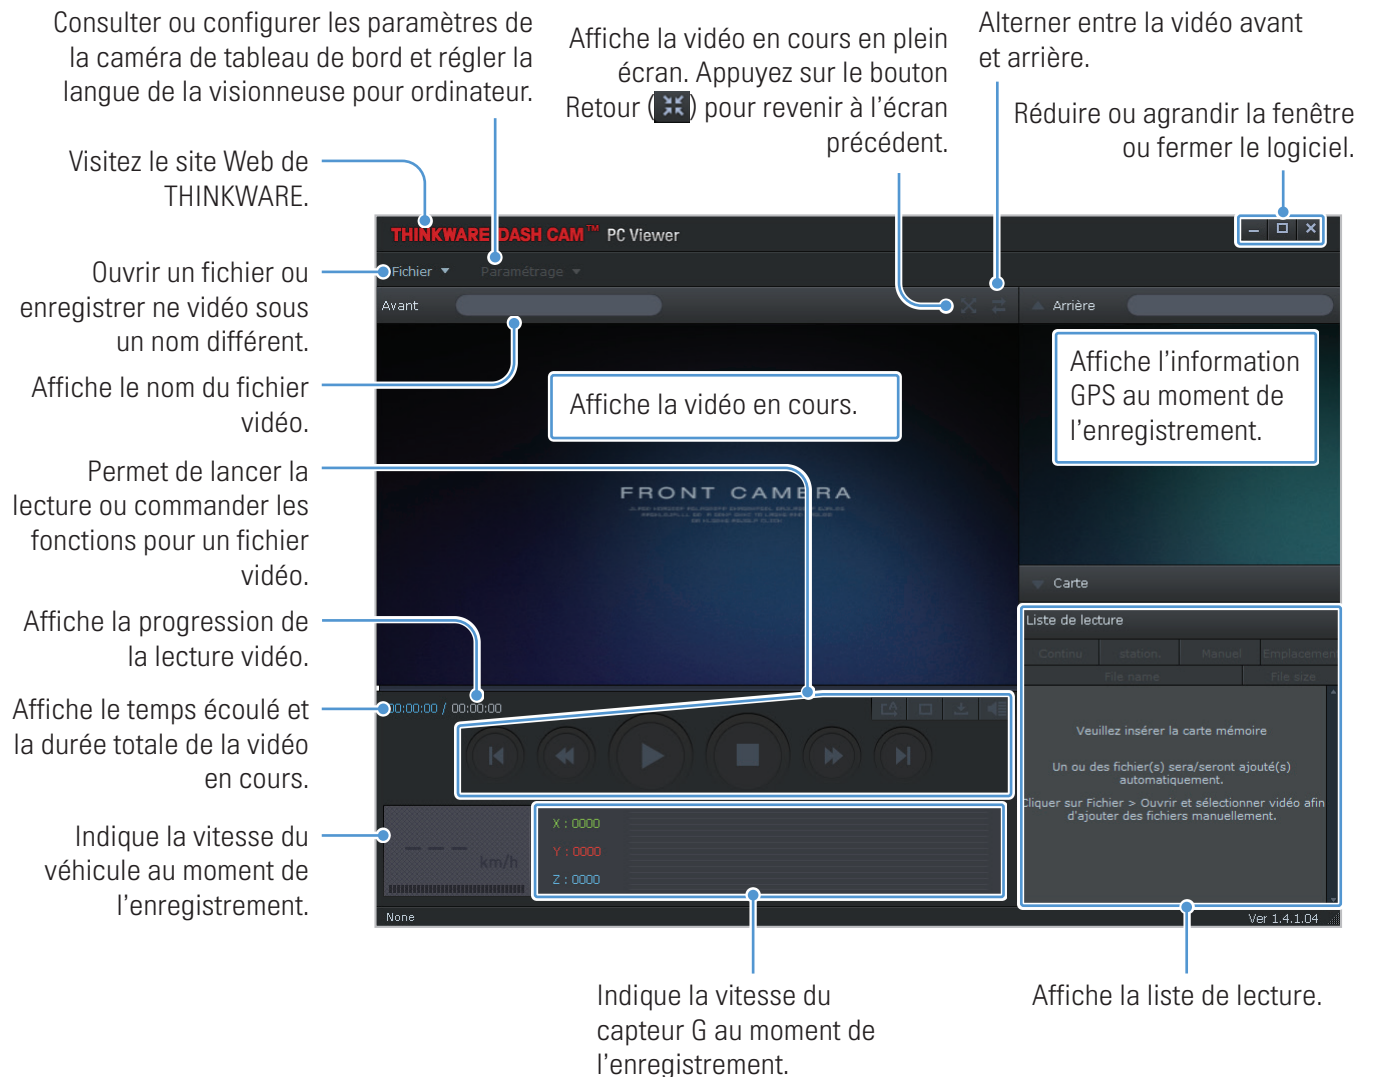 Consulter ou configurer les paramètres de
la caméra de tableau de bord et régler la
langue de la visionneuse pour ordinateur.
Affiche la vidéo en cours en plein
écran. Appuyez sur le bouton
Retour ( ) pour revenir à l’écran
précédent.
Alterner entre la vidéo avant
et arrière.
Réduire ou agrandir la fenêtre
ou fermer le logiciel.
Visitez le site Web de
THINKWARE.
Ouvrir un fichier ou
enregistrer ne vidéo sous
un nom différent.
Affiche le nom du fichier
vidéo.
Permet de lancer la
lecture ou commander les
fonctions pour un fichier
vidéo.
Affiche la progression de
la lecture vidéo.
Affiche le temps écoulé et
la durée totale de la vidéo
en cours.
Indique la vitesse du
véhicule au moment de
l’enregistrement.
THINKWARE DASH CAM™ PC Viewer
Fichier
Paramétrage
Avant
Arrière
Affiche la vidéo en cours.
Affiche l’information
GPS au moment de
l’enregistrement.
FRONT CAMERA
Carte
Liste de lecture
Continu
station.
Manuel
Emplacemen
File name
File size
Veuillez insérer la carte mémoire
Un ou des fichier(s) sera/seront ajouté(s)
automatiquement.
Cliquer sur Fichier > Ouvrir et sélectionner vidéo afin
d'ajouter des fichiers manuellement.
00:00:00 / 00:00:00
--- km/h
X : 0000
Y : 0000
Z : 0000
None
Ver 1.4.1.04
Indique la vitesse du
capteur G au moment de
l’enregistrement.
Affiche la liste de lecture.